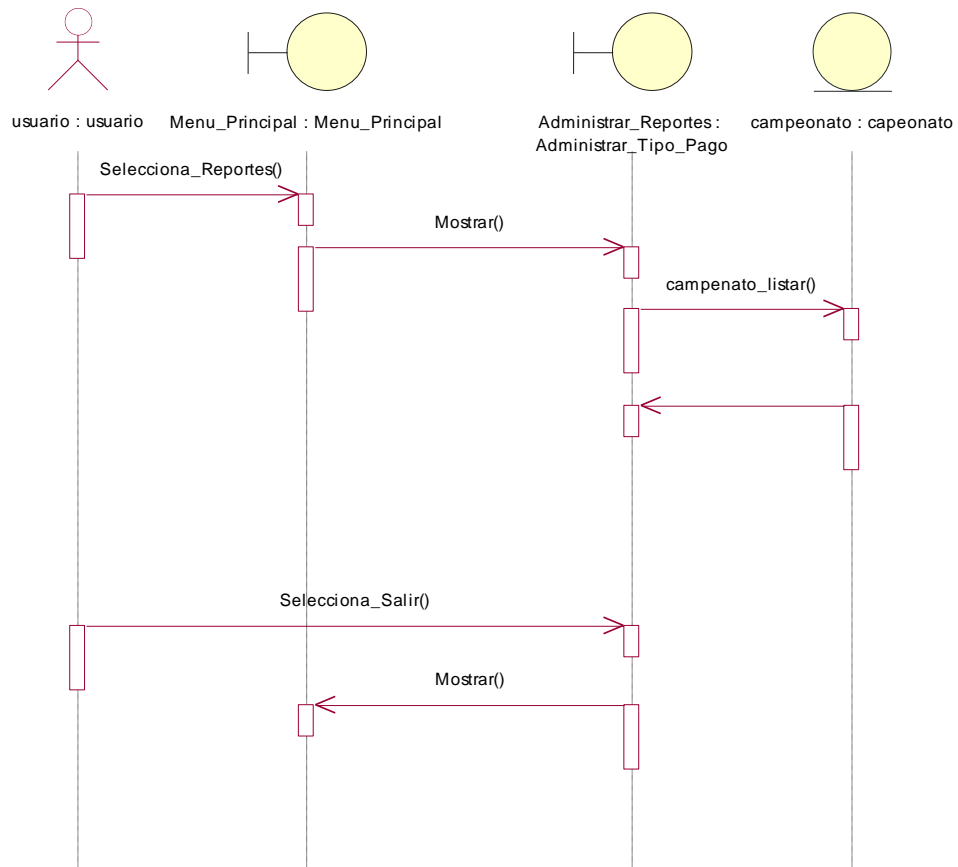 usuario : usuario
Menu_Principal : Menu_Principal
Administrar_Reportes :
Administrar_Tipo_Pago
campeonato : capeonato
Selecciona_Reportes()
Mostrar()
campenato_listar()
Selecciona_Salir()
Mostrar()